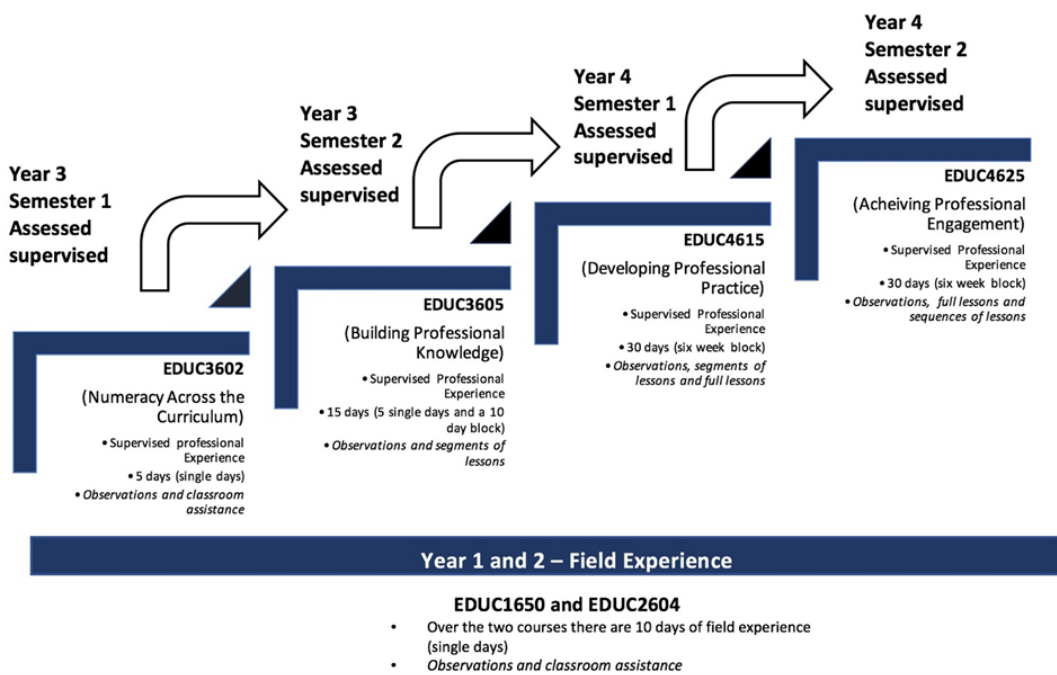 Year 3
Semester 1
Assessed
supervised
EDUC3602
(Numeracy Across the
Curriculum)
• Supervised professional
Experience
• 5 days (single days)
• Observations and classroom
assistance
Year 3
Semester 2
Assessed
supervised
EDUC3605
(Building Professional
Knowledge)
• Supervised Professional
Experience
• 15 days (5 single days and a 10
day block)
• Observations and segments of
lessons
Year 4
Semester 1
Assessed
supervised
EDUC4615
(Developing Professional
Practice)
• Supervised Professional
Experience
• 30 days (six week block)
• Observations, segments of
lessons and full lessons
Year 4
Semester 2
Assessed
supervised
EDUC4625
(Acheiving Professional
Engagement)
• Supervised Professional
Experience
• 30 days (six week block)
• Observations, full lessons and
sequences of lessons
Year 1 and 2 – Field Experience
EDUC1650 and EDUC2604
• Over the two courses there are 10 days of field experience
(single days)
• Observations and classroom assistance